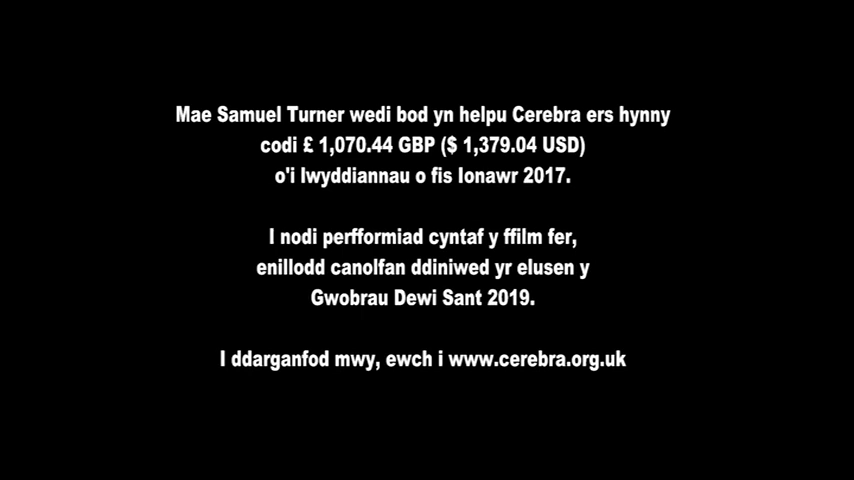 Mae Samuel Turner wedi bod yn helpu Cerebra ers hynny
codi £ 1,070.44 GBP ($ 1,379.04 USD)
o'i lwyddiannau o fis Ionawr 2017.
I nodi perfformiad cyntaf y ffilm fer,
enillodd canolfan ddiniwed yr elusen y
Gwobrau Dewi Sant 2019.
I ddarganfod mwy, ewch i www.cerebra.org.uk